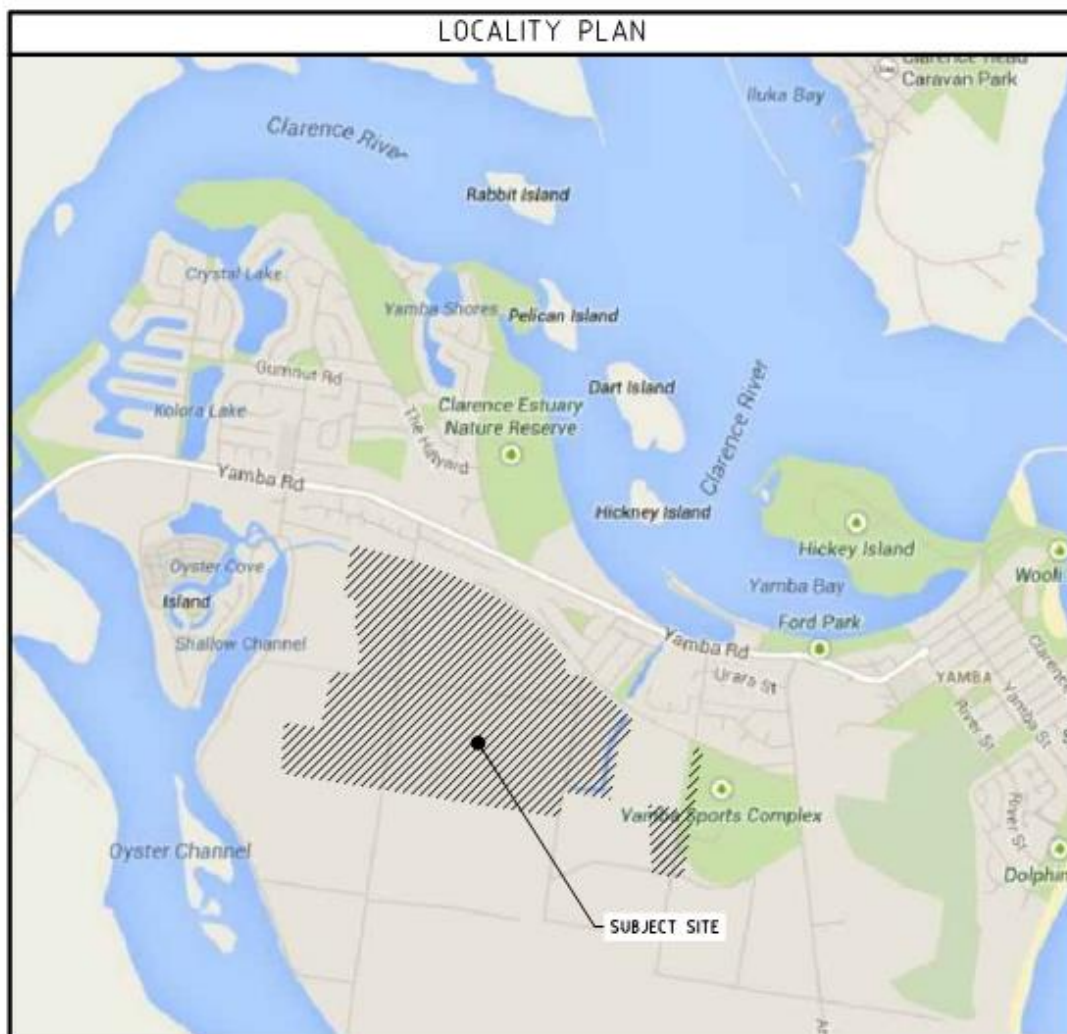 LOCALITY PLAN
Clarence Head
Caravan Park
Iluka Bay
Clarence River
Rabbit Island
Crystal Lake
Yamba Shores
Pelican Island
Gumnut Rd
Dart Island
Kolora Lake
The Halyard
Clarence Estuary
Nature Reserve
Clarence River
Yamba Rd
Hickney Island
Hickey Island
Oyster Cove
Island
Yamba Bay
Wooli
Ford Park
Shallow Channel
Yamba Rd
Urara St
YAMBA
Clarence
Yamba St
River St
Yamba Sports Complex
River St
Oyster Channel
Dolphin
SUBJECT SITE